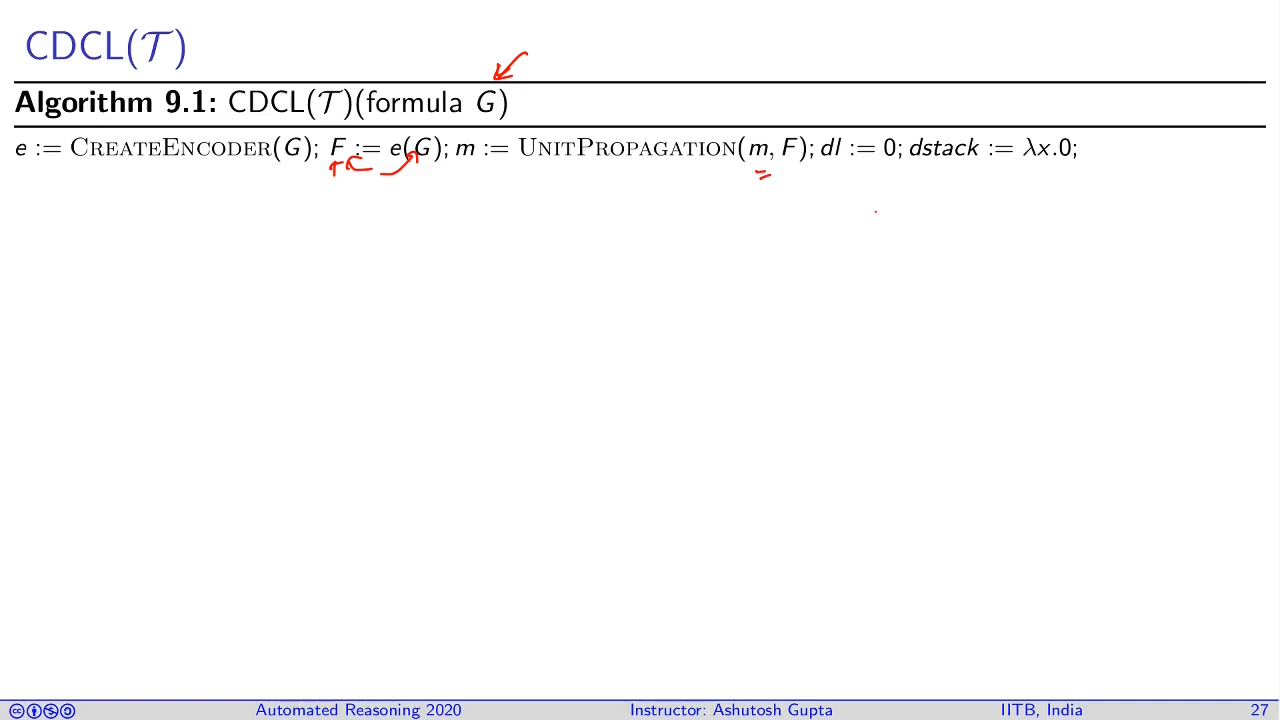 CDCL(𝒯)
Algorithm 9.1: CDCL(𝒯)(formula G)
e := CREATEENCODER(G); F := e(G); m := UNITPROPAGATION(m, F); dl := 0; dstack := λx.0;
Automated Reasoning 2020 Instructor: Ashutosh Gupta IITB, India 27